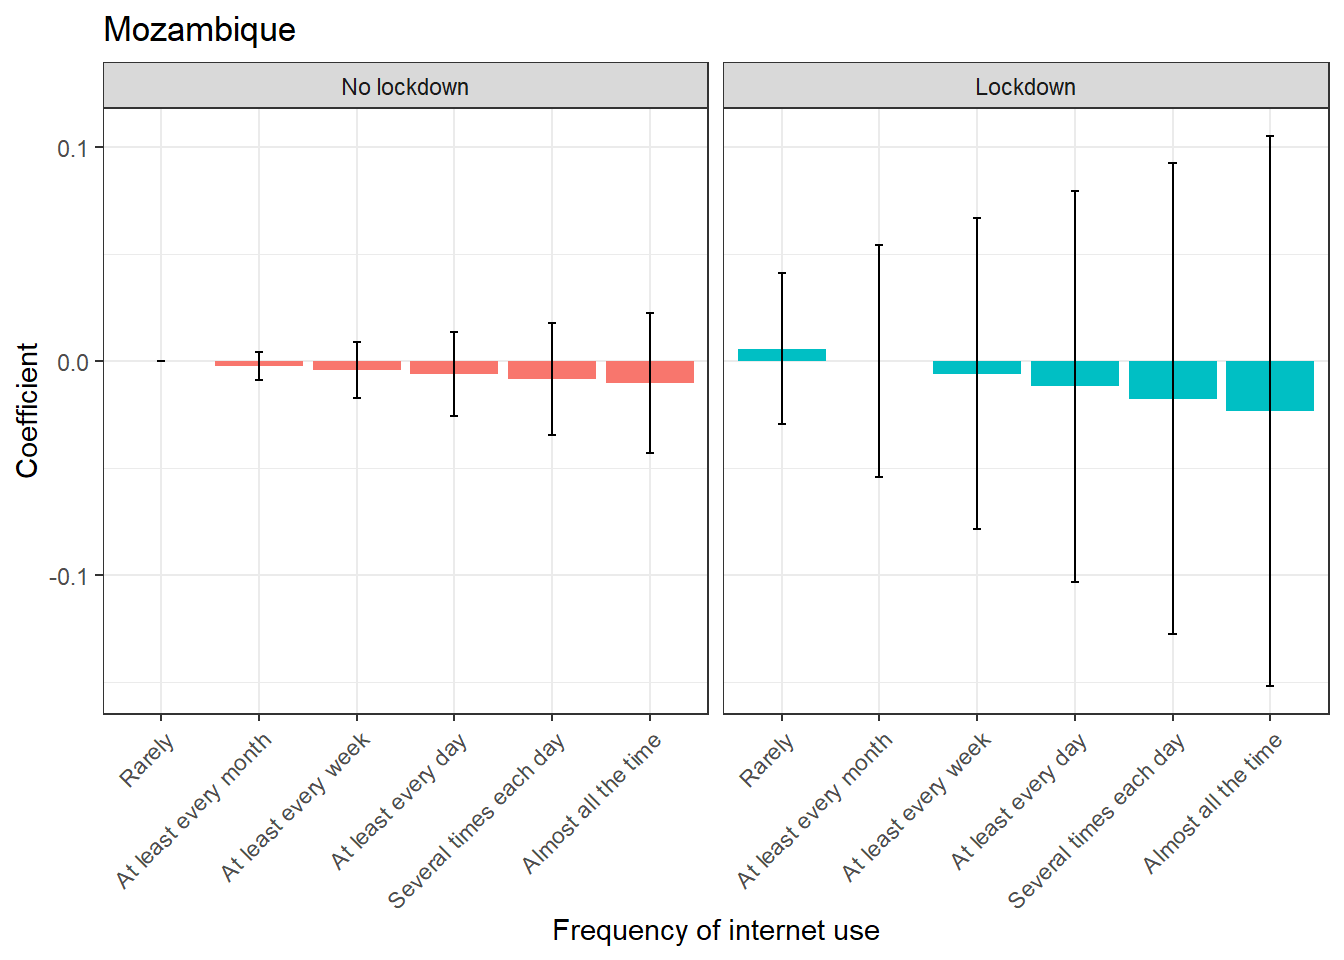 Mozambique
No lockdown
Lockdown
0.1
0.0
-0.1
Coefficient
Rarely
At least every month
At least every week
At least every day
Several times each day
Almost all the time
Rarely
At least every month
At least every week
At least every day
Several times each day
Almost all the time
Frequency of internet use